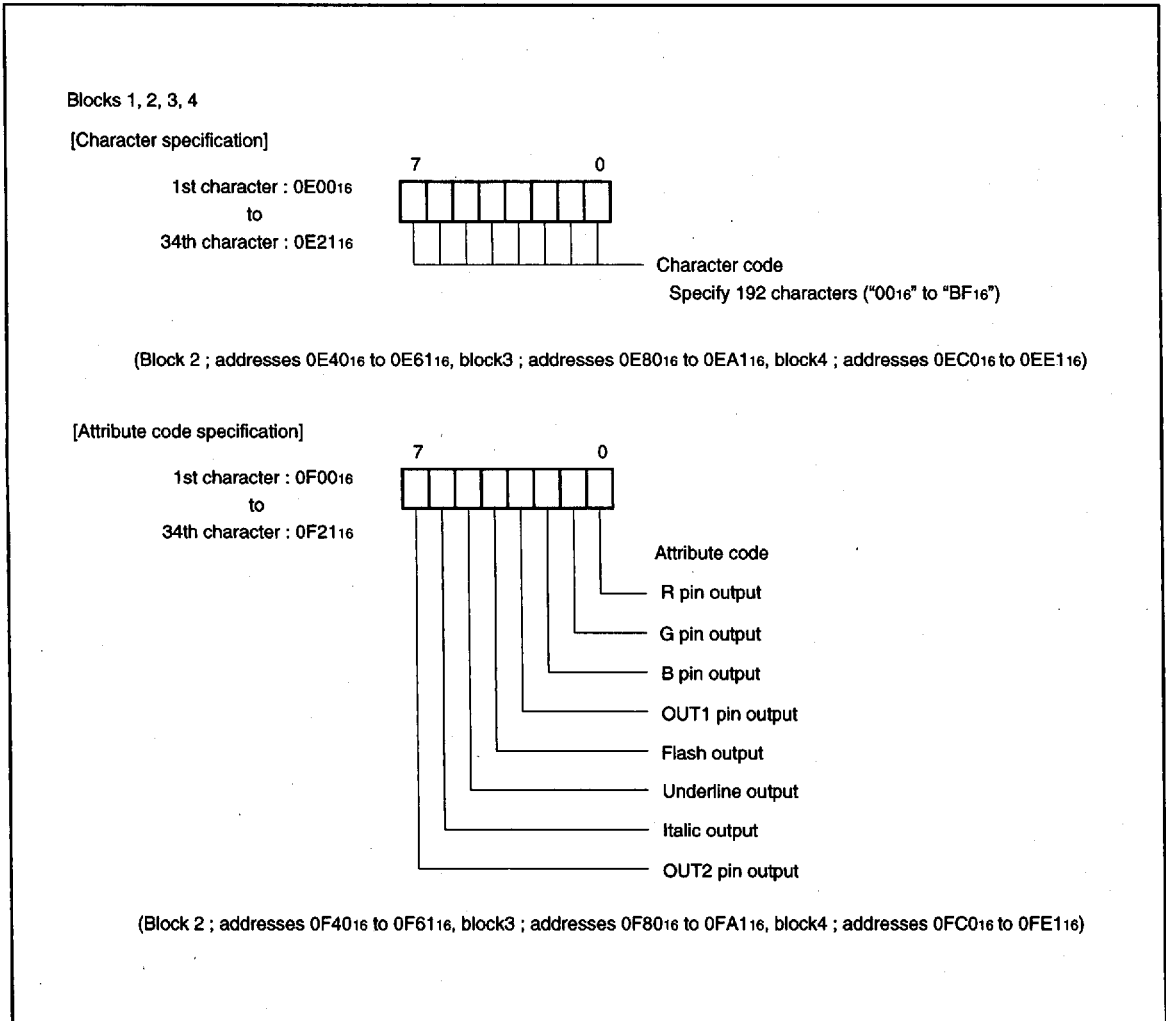 Blocks 1, 2, 3, 4
[Character specification]
7 0
1st character : 0E00₁₆
to
34th character : 0E21₁₆
Character code
Specify 192 characters (“00₁₆” to “BF₁₆”)
(Block 2 ; addresses 0E40₁₆ to 0E61₁₆, block3 ; addresses 0E80₁₆ to 0EA1₁₆, block4 ; addresses 0EC0₁₆ to 0EE1₁₆)
[Attribute code specification]
7 0
1st character : 0F00₁₆
to
34th character : 0F21₁₆
Attribute code
R pin output
G pin output
B pin output
OUT1 pin output
Flash output
Underline output
Italic output
OUT2 pin output
(Block 2 ; addresses 0F40₁₆ to 0F61₁₆, block3 ; addresses 0F80₁₆ to 0FA1₁₆, block4 ; addresses 0FC0₁₆ to 0FE1₁₆)